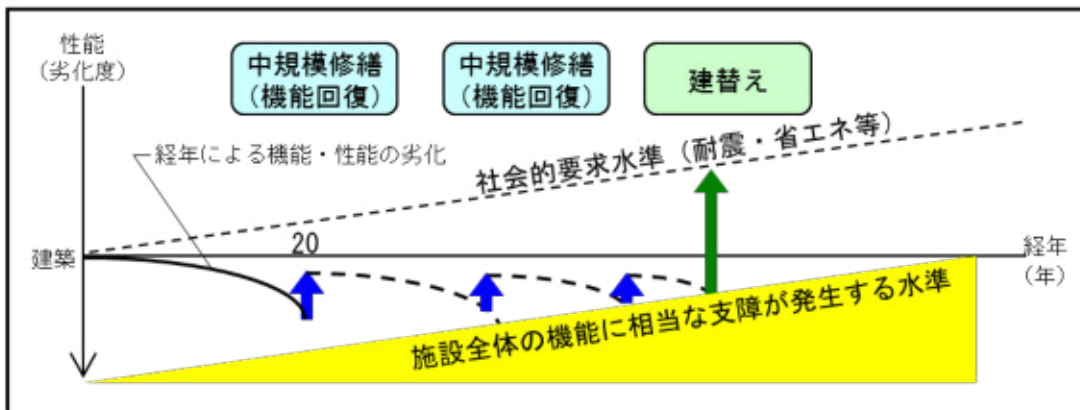 性能
(劣化度)
中規模修繕
(機能回復)
中規模修繕
(機能回復)
建替え
経年による機能・性能の劣化
社会的要求水準(耐震・省エネ等)
20
建築
経年
(年)
施設全体の機能に相当な支障が発生する水準